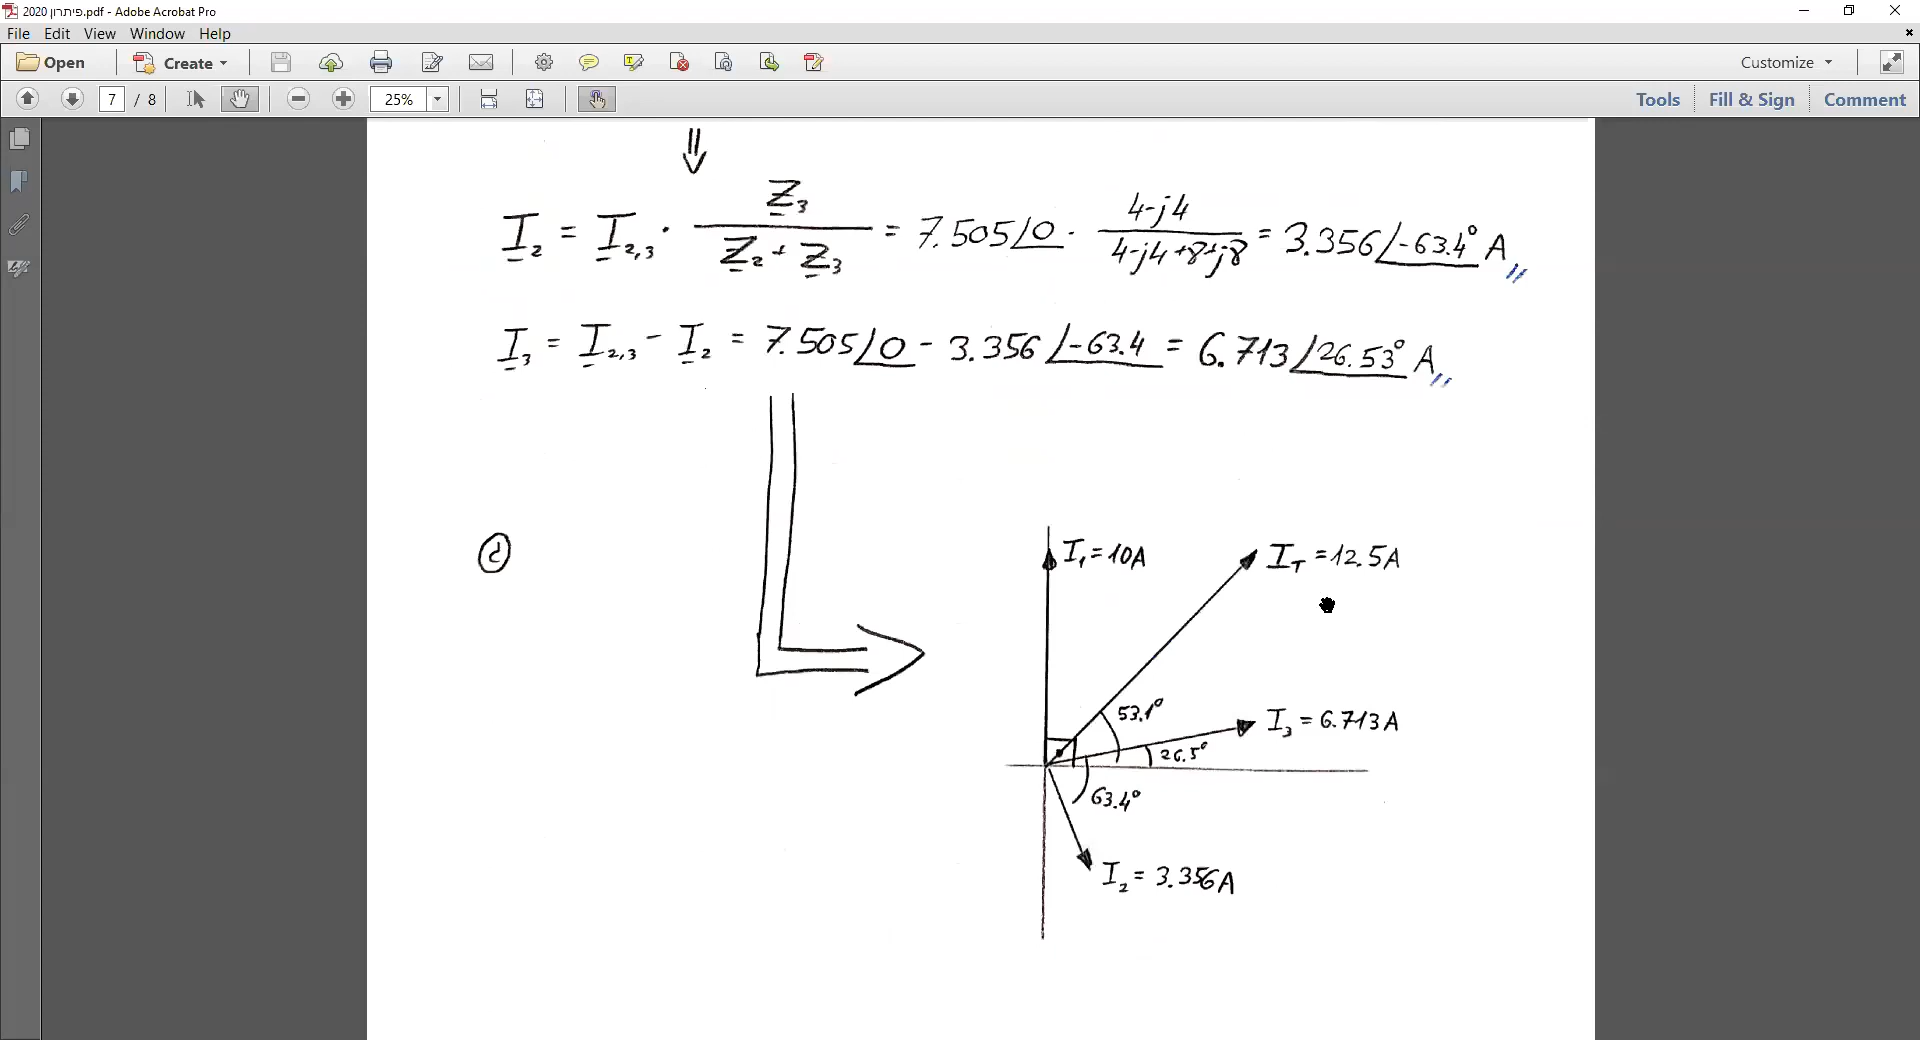 2020 פיתרון.pdf - Adobe Acrobat Pro
File Edit View Window Help
Open Create Customize
7 / 8 25% Tools Fill & Sign Comment
I₂ = I₂,₃ · Z₃ / (Z₂ + Z₃) = 7.505∠0 · (4-j4) / (4-j4+8+j8) = 3.356∠-63.4° A
I₃ = I₂,₃ - I₂ = 7.505∠0 - 3.356∠-63.4 = 6.713∠26.53° A
I₁ = 10A
I_T = 12.5A
53.1°
I₃ = 6.713A
26.5°
63.4°
I₂ = 3.356A